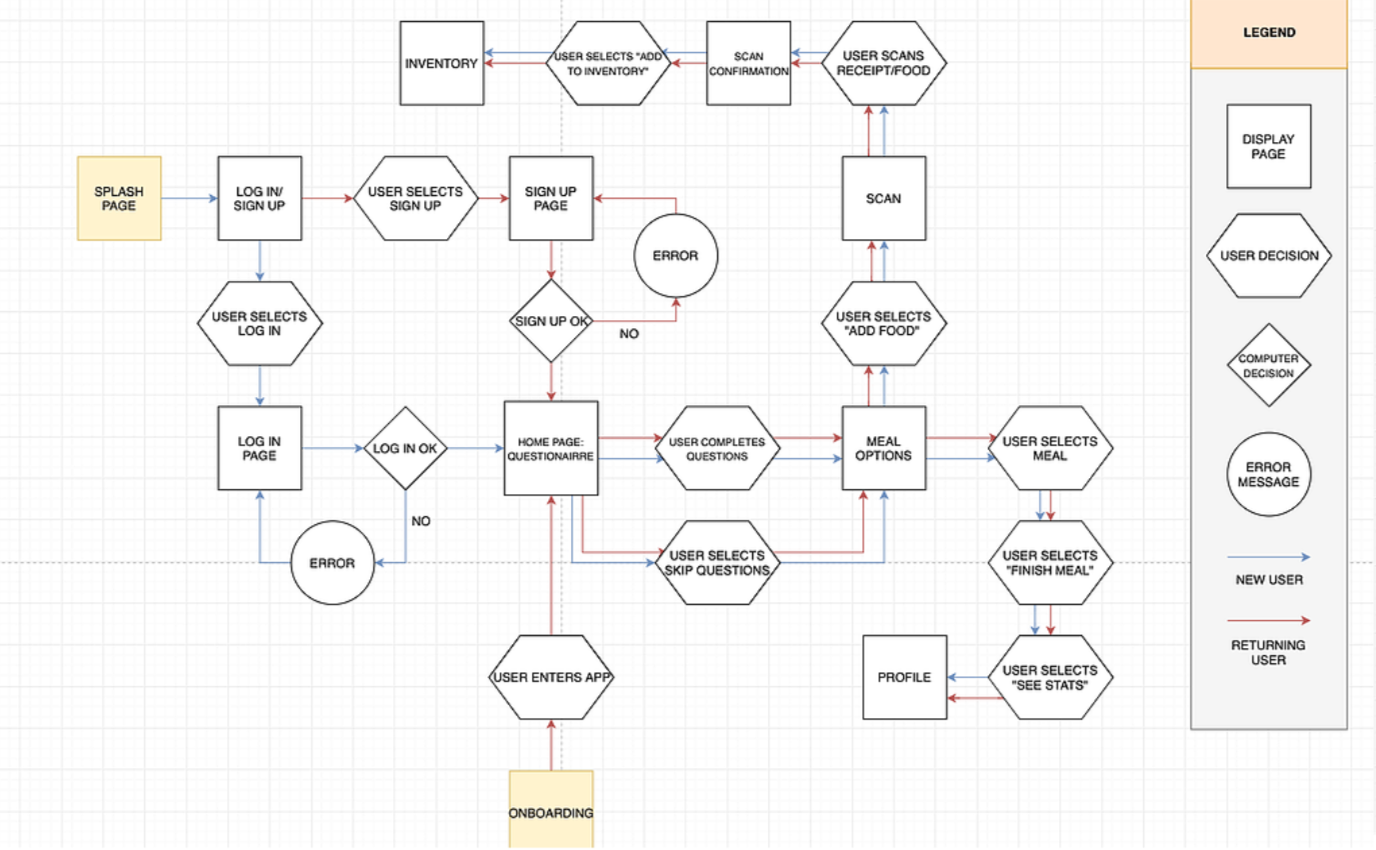 INVENTORY
USER SELECTS "ADD
TO INVENTORY"
SCAN
CONFIRMATION
USER SCANS
RECEIPT/FOOD
LEGEND
SPLASH
PAGE
LOG IN/
SIGN UP
USER SELECTS
SIGN UP
SIGN UP
PAGE
ERROR
SCAN
DISPLAY
PAGE
USER DECISION
USER SELECTS
LOG IN
SIGN UP OK
NO
USER SELECTS
"ADD FOOD"
COMPUTER
DECISION
LOG IN
PAGE
LOG IN OK
NO
ERROR
HOME PAGE:
QUESTIONAIRRE
USER COMPLETES
QUESTIONS
MEAL
OPTIONS
USER SELECTS
MEAL
ERROR
MESSAGE
USER SELECTS
SKIP QUESTIONS
USER SELECTS
"FINISH MEAL"
NEW USER
RETURNING
USER
USER ENTERS APP
PROFILE
USER SELECTS
"SEE STATS"
ONBOARDING